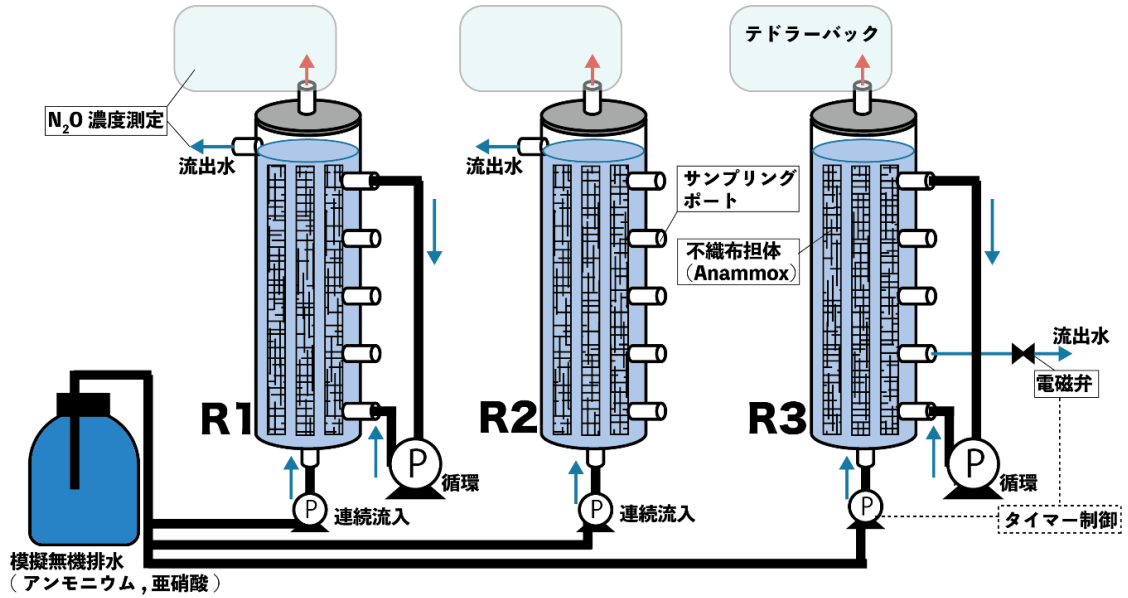 テドラーバック
N₂O 濃度測定
流出水
流出水
サンプリング
ポート
不織布担体
（Anammox）
流出水
電磁弁
R1
R2
R3
P
循環
P
循環
P
連続流入
P
連続流入
P
タイマー制御
模擬無機排水
（ アンモニウム , 亜硝酸 ）